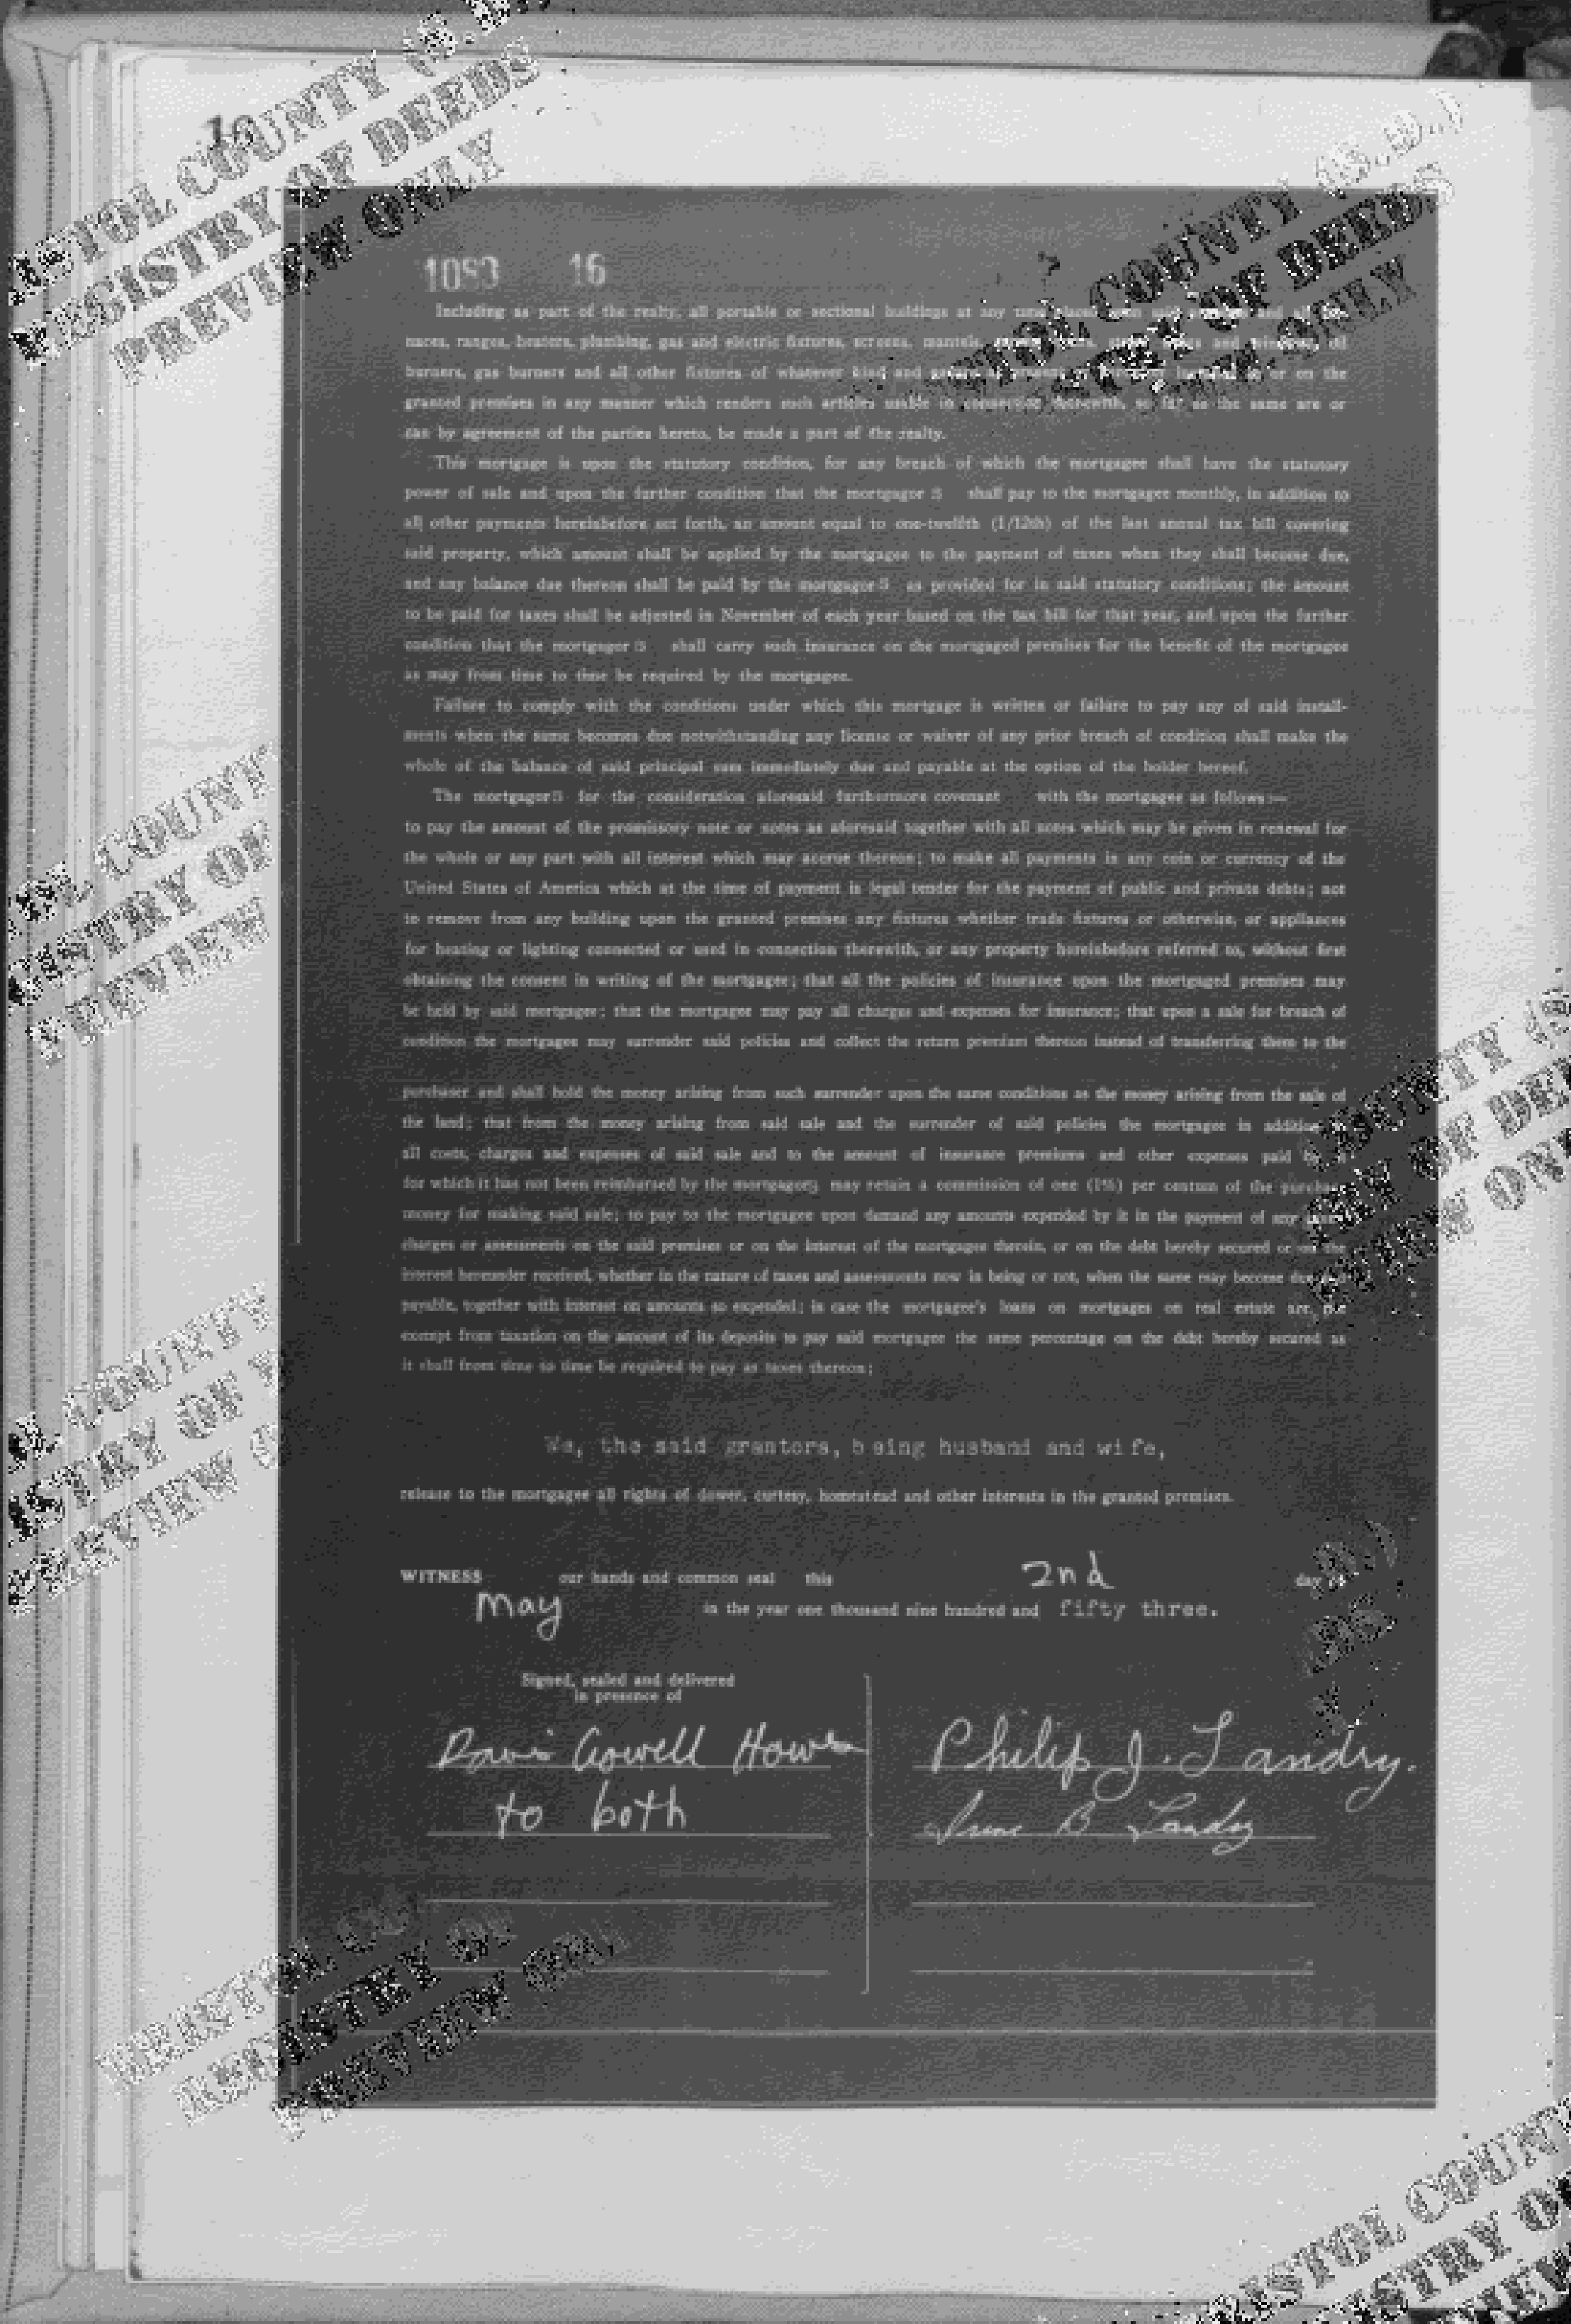 16
1093 16
Including as part of the realty, all portable or sectional buildings at any time placed upon said and all
naces, ranges, heaters, plumbing, gas and electric fixtures, screens, mantels, and oil
burners, gas burners and all other fixtures of whatever kind and or on the
granted premises in any manner which renders such articles usable in connection therewith, so far as the same are or
can by agreement of the parties hereto, be made a part of the realty.
This mortgage is upon the statutory condition, for any breach of which the mortgagee shall have the statutory
power of sale and upon the further condition that the mortgagor s shall pay to the mortgagee monthly, in addition to
all other payments hereinbefore set forth, an amount equal to one-twelfth (1/12th) of the last annual tax bill covering
said property, which amount shall be applied by the mortgagee to the payment of taxes when they shall become due,
and any balance due thereon shall be paid by the mortgagor s as provided for in said statutory conditions; the amount
to be paid for taxes shall be adjusted in November of each year based on the tax bill for that year, and upon the further
condition that the mortgagor s shall carry such insurance on the mortgaged premises for the benefit of the mortgagee
as may from time to time be required by the mortgagee.
Failure to comply with the conditions under which this mortgage is written or failure to pay any of said install-
ments when the same becomes due notwithstanding any license or waiver of any prior breach of condition shall make the
whole of the balance of said principal sum immediately due and payable at the option of the holder hereof.
The mortgagor s for the consideration aforesaid furthermore covenant with the mortgagee as follows:—
to pay the amount of the promissory note or notes as aforesaid together with all notes which may be given in renewal for
the whole or any part with all interest which may accrue thereon; to make all payments in any coin or currency of the
United States of America which at the time of payment is legal tender for the payment of public and private debts; not
to remove from any building upon the granted premises any fixtures whether trade fixtures or otherwise, or appliances
for heating or lighting connected or used in connection therewith, or any property hereinbefore referred to, without first
obtaining the consent in writing of the mortgagee; that all the policies of insurance upon the mortgaged premises may
be held by said mortgagee; that the mortgagee may pay all charges and expenses for insurance; that upon a sale for breach of
condition the mortgagee may surrender said policies and collect the return premium thereon instead of transferring them to the
purchaser and shall hold the money arising from such surrender upon the same conditions as the money arising from the sale of
the land; that from the money arising from said sale and the surrender of said policies the mortgagee in addition
all costs, charges and expenses of said sale and to the amount of insurance premiums and other expenses paid
for which it has not been reimbursed by the mortgagors may retain a commission of one (1%) per centum of the purchase
money for making said sale; to pay to the mortgagee upon demand any amounts expended by it in the payment of any
charges or assessments on the said premises or on the interest of the mortgagee therein, or on the debt hereby secured or on the
interest hereunder received, whether in the nature of taxes and assessments now in being or not, when the same may become due
payable, together with interest on amounts so expended; in case the mortgagee's loans on mortgages on real estate are not
exempt from taxation on the amount of its deposits to pay said mortgagee the same percentage on the debt hereby secured as
it shall from time to time be required to pay as taxes thereon;
We, the said grantors, being husband and wife,
release to the mortgagee all rights of dower, curtesy, homestead and other interests in the granted premises.
WITNESS our hands and common seal this 2nd day
May in the year one thousand nine hundred and fifty three.
Signed, sealed and delivered
in presence of
Howes Philip J. Landry.
to both Irene B Landry
BRISTOL COUNTY (S.D.)
REGISTRY OF DEEDS
PREVIEW ONLY